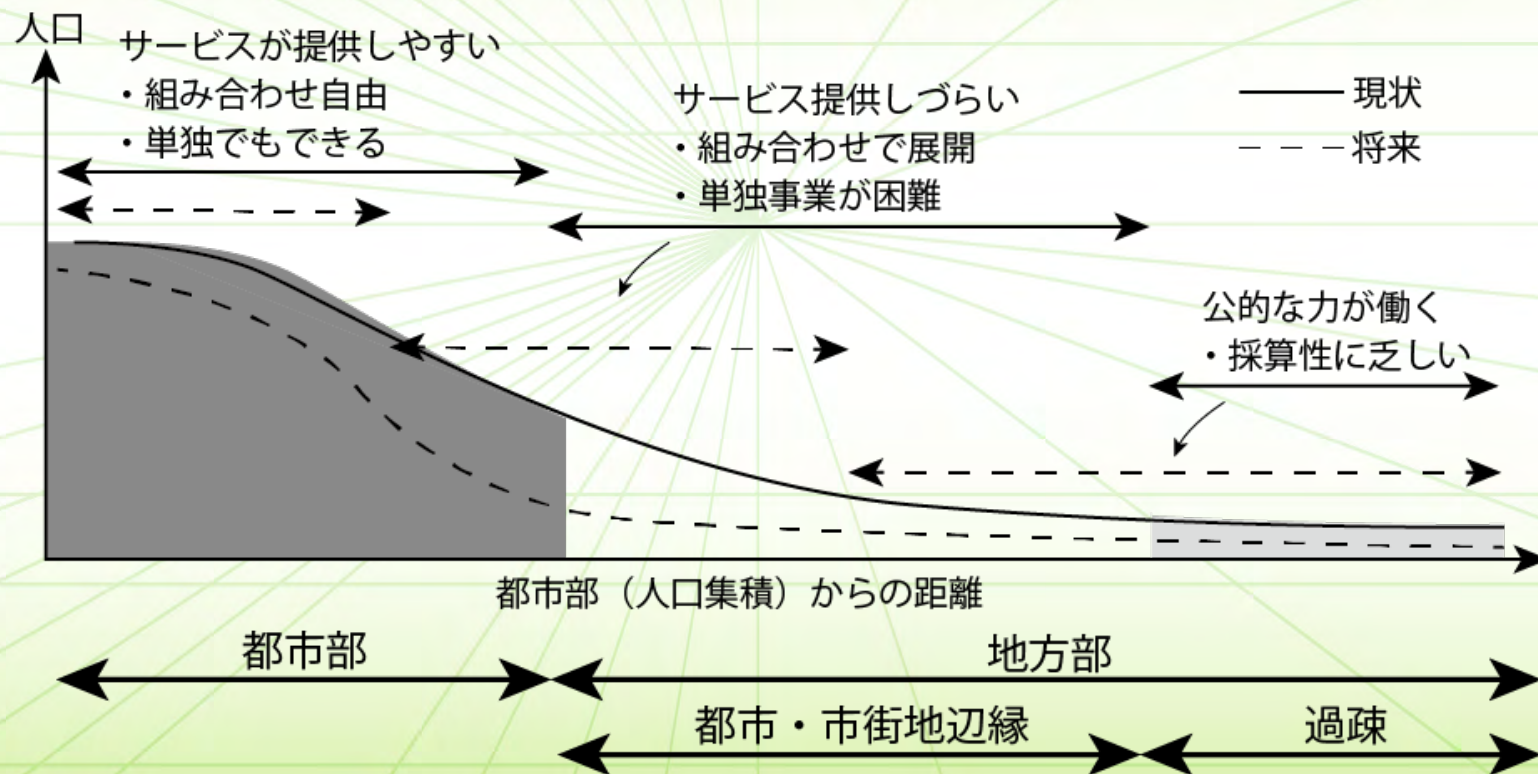 人口
サービスが提供しやすい
・組み合わせ自由
・単独でもできる
サービス提供しづらい
・組み合わせで展開
・単独事業が困難
現状
将来
公的な力が働く
・採算性に乏しい
都市部（人口集積）からの距離
都市部
地方部
都市・市街地辺縁
過疎